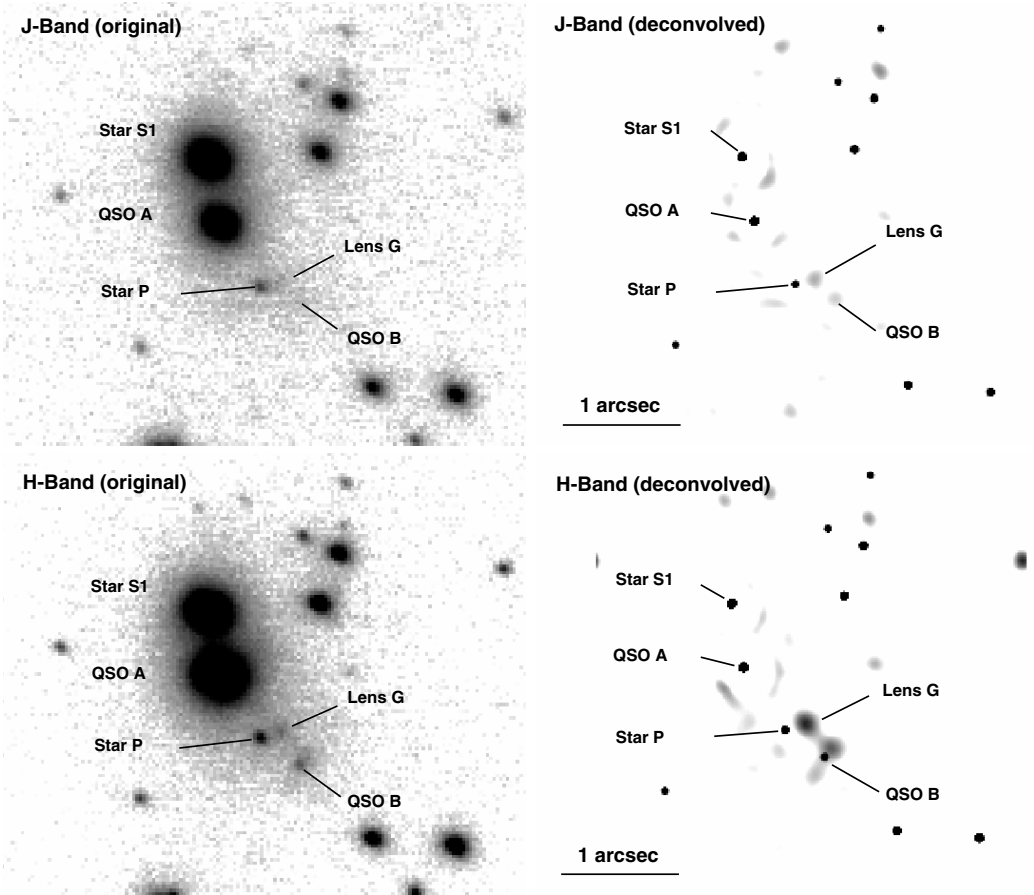 J-Band (original)
Star S1
QSO A
Lens G
Star P
QSO B
J-Band (deconvolved)
Star S1
QSO A
Lens G
Star P
QSO B
1 arcsec
H-Band (original)
Star S1
QSO A
Lens G
Star P
QSO B
H-Band (deconvolved)
Star S1
QSO A
Lens G
Star P
QSO B
1 arcsec